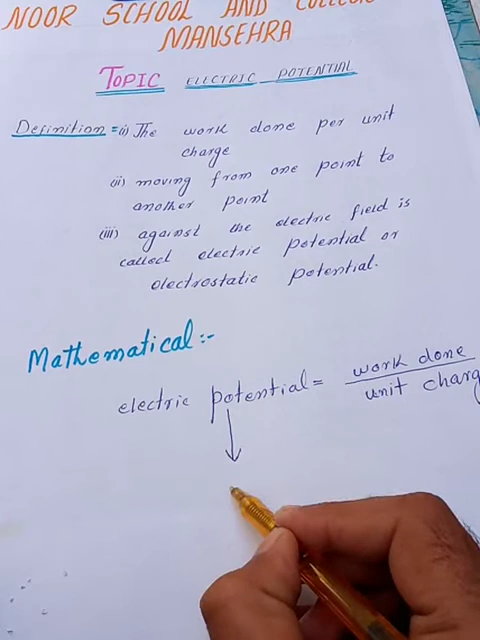 NOOR SCHOOL AND COLLEGE
MANSEHRA
TOPIC ELECTRIC POTENTIAL
Definition = (i) The work done per unit
charge
(ii) moving from one point to
another point
(iii) against the electric field is
called electric potential or
electrostatic potential.
Mathematical:-
electric potential = work done
unit charg